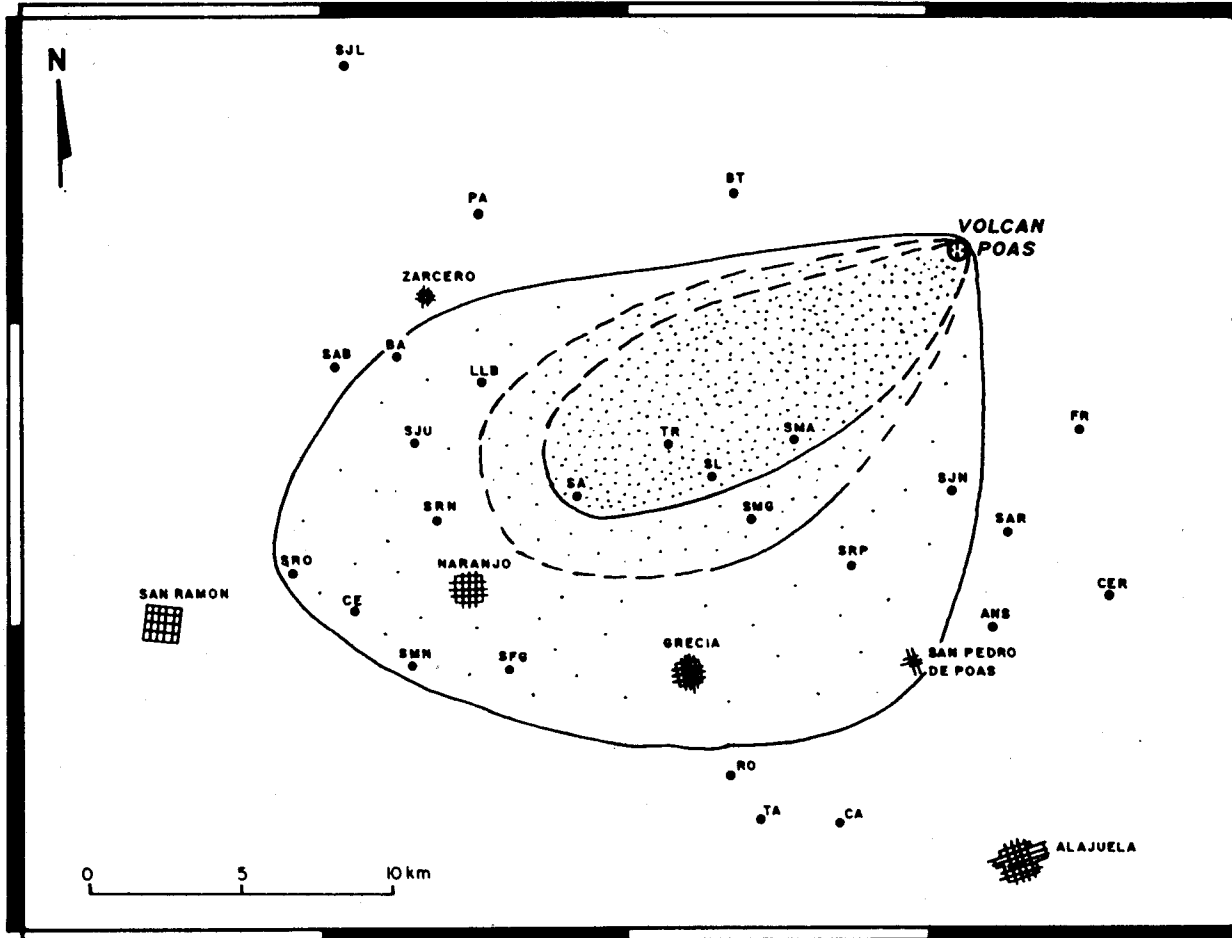 SJL
N
BT
PA
VOLCAN
POAS
ZARCERO
BA
SAB
LLB
FR
SJU
TR
SMA
SL
SJN
SA
SRN
SMG
SAR
SRP
SRO
NARANJO
CER
SAN RAMON
CE
ANS
GRECIA
SAN PEDRO
DE POAS
SMN
SFG
RO
TA
CA
ALAJUELA
0 5 10 km